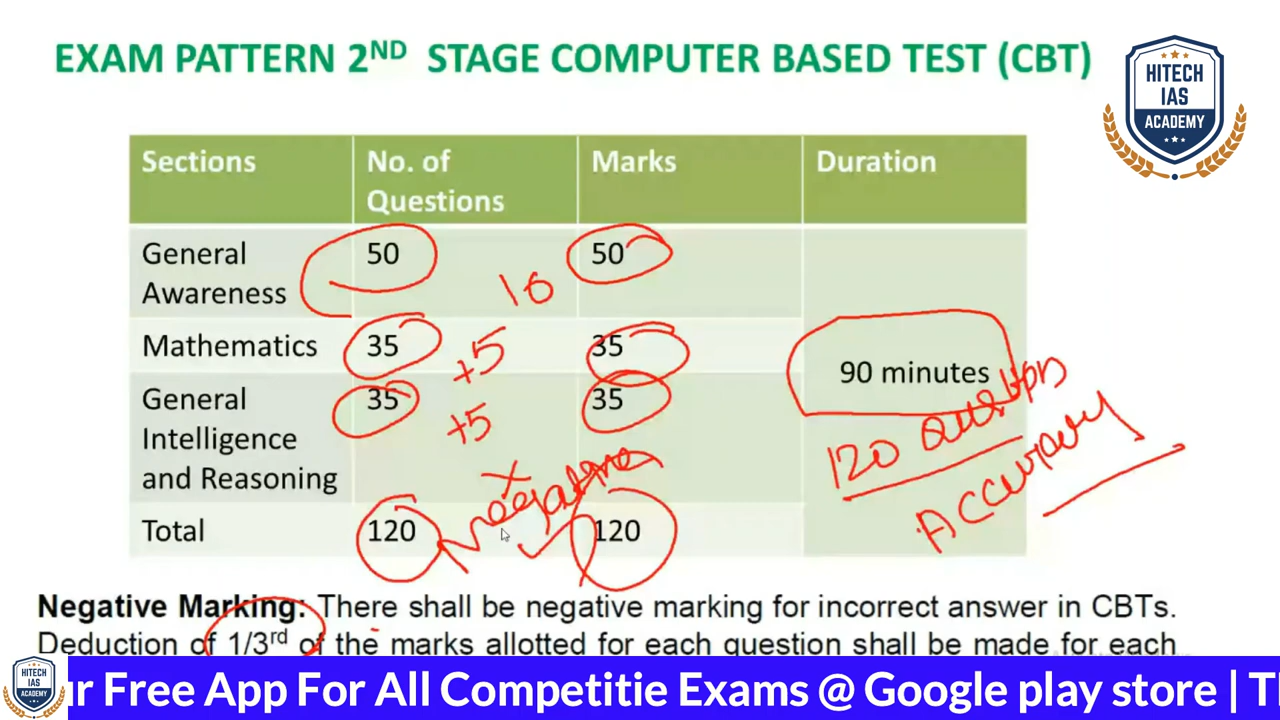 EXAM PATTERN 2ND STAGE COMPUTER BASED TEST (CBT)
HITECH
IAS
ACADEMY
Sections No. of Questions Marks Duration
General Awareness 50 50
10
Mathematics 35 35
+5
90 minutes
General Intelligence and Reasoning 35 35
+5
120 Questions
Accuracy
x
Negative
Total 120 120
Negative Marking: There shall be negative marking for incorrect answer in CBTs.
Deduction of 1/3rd of the marks allotted for each question shall be made for each
HITECH
IAS
ACADEMY
ur Free App For All Competitie Exams @ Google play store | T